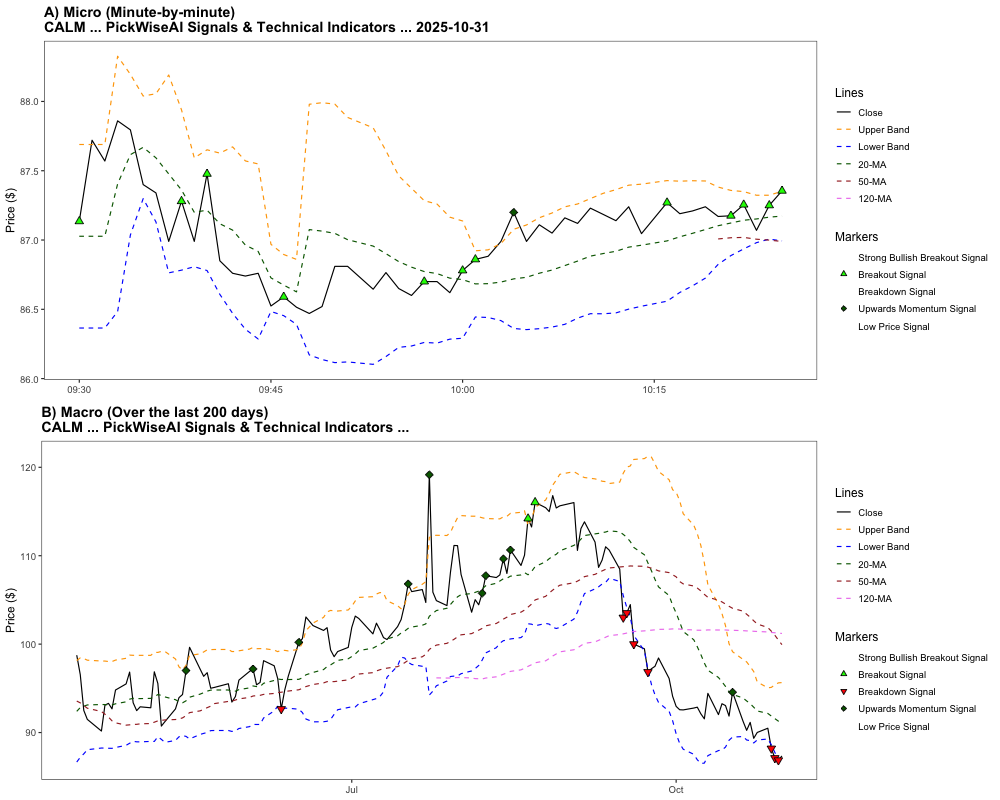 A) Micro (Minute-by-minute)
CALM ... PickWiseAI Signals & Technical Indicators ... 2025-10-31
Price ($)
88.0
87.5
87.0
86.5
86.0
09:30
09:45
10:00
10:15
Lines
Close
Upper Band
Lower Band
20-MA
50-MA
120-MA
Markers
Strong Bullish Breakout Signal
Breakout Signal
Breakdown Signal
Upwards Momentum Signal
Low Price Signal
B) Macro (Over the last 200 days)
CALM ... PickWiseAI Signals & Technical Indicators ...
Price ($)
120
110
100
90
Jul
Oct
Lines
Close
Upper Band
Lower Band
20-MA
50-MA
120-MA
Markers
Strong Bullish Breakout Signal
Breakout Signal
Breakdown Signal
Upwards Momentum Signal
Low Price Signal